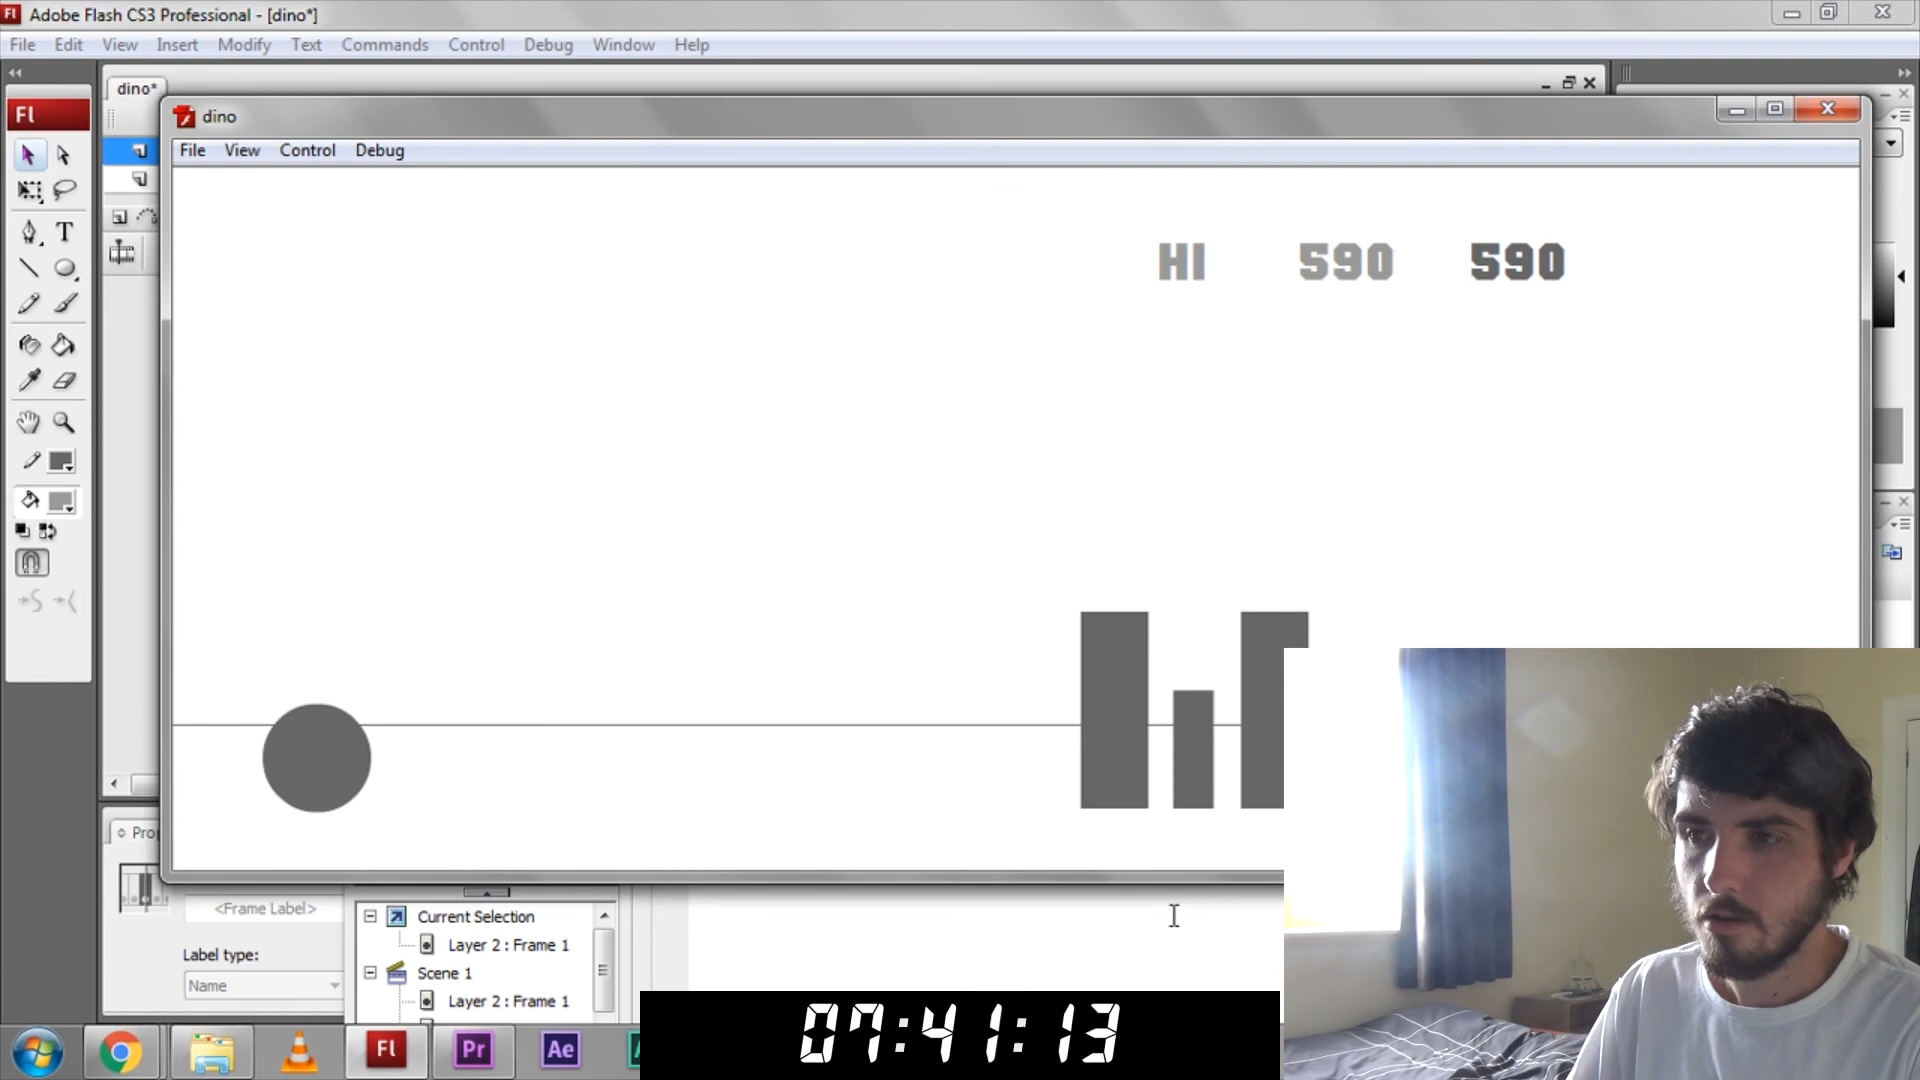 Fl Adobe Flash CS3 Professional - [dino*]
File Edit View Insert Modify Text Commands Control Debug Window Help
dino*
Fl
dino
File View Control Debug
HI 590 590
T
<Frame Label>
Label type:
Name
Current Selection
Layer 2 : Frame 1
Scene 1
Layer 2 : Frame 1
Fl Pr Ae
07:41:13